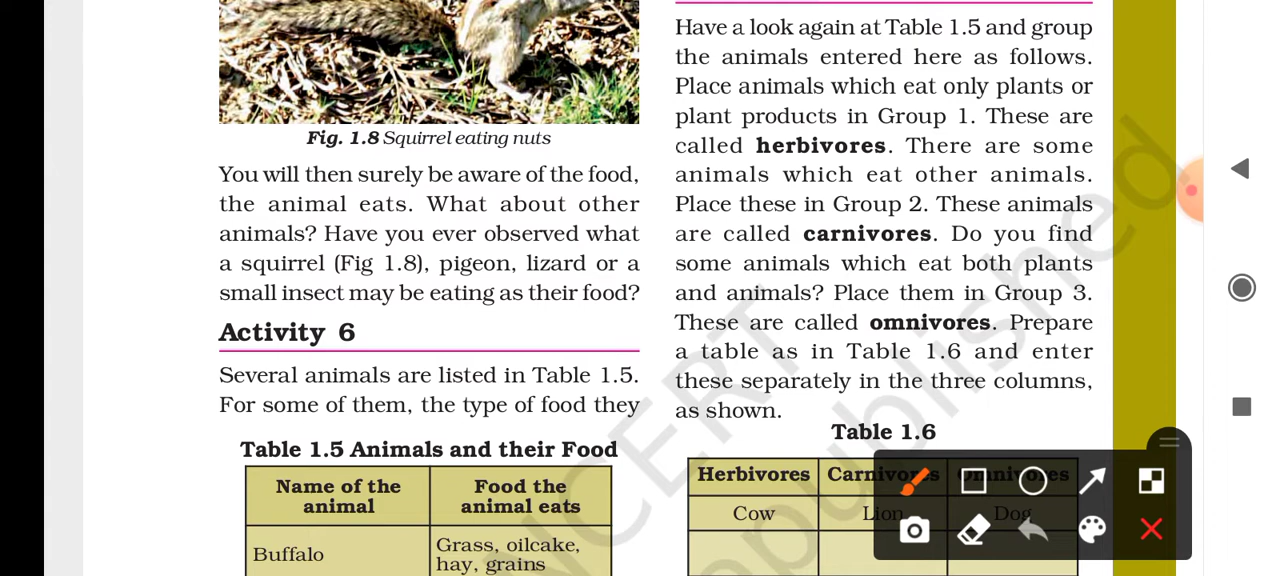 Fig. 1.8 Squirrel eating nuts
You will then surely be aware of the food,
the animal eats. What about other
animals? Have you ever observed what
a squirrel (Fig 1.8), pigeon, lizard or a
small insect may be eating as their food?
Activity 6
Several animals are listed in Table 1.5.
For some of them, the type of food they
Table 1.5 Animals and their Food
Name of the animal
Food the animal eats
Buffalo
Grass, oilcake,
hay, grains
Have a look again at Table 1.5 and group
the animals entered here as follows.
Place animals which eat only plants or
plant products in Group 1. These are
called herbivores. There are some
animals which eat other animals.
Place these in Group 2. These animals
are called carnivores. Do you find
some animals which eat both plants
and animals? Place them in Group 3.
These are called omnivores. Prepare
a table as in Table 1.6 and enter
these separately in the three columns,
as shown.
Table 1.6
Herbivores Carnivores Omnivores
Cow Lion Dog
NCERT
republished